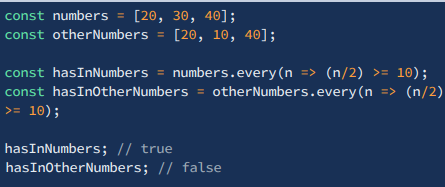 const numbers = [20, 30, 40];
const otherNumbers = [20, 10, 40];
const hasInNumbers = numbers.every(n => (n/2) >= 10);
const hasInOtherNumbers = otherNumbers.every(n => (n/2)
>= 10);
hasInNumbers; // true
hasInOtherNumbers; // false